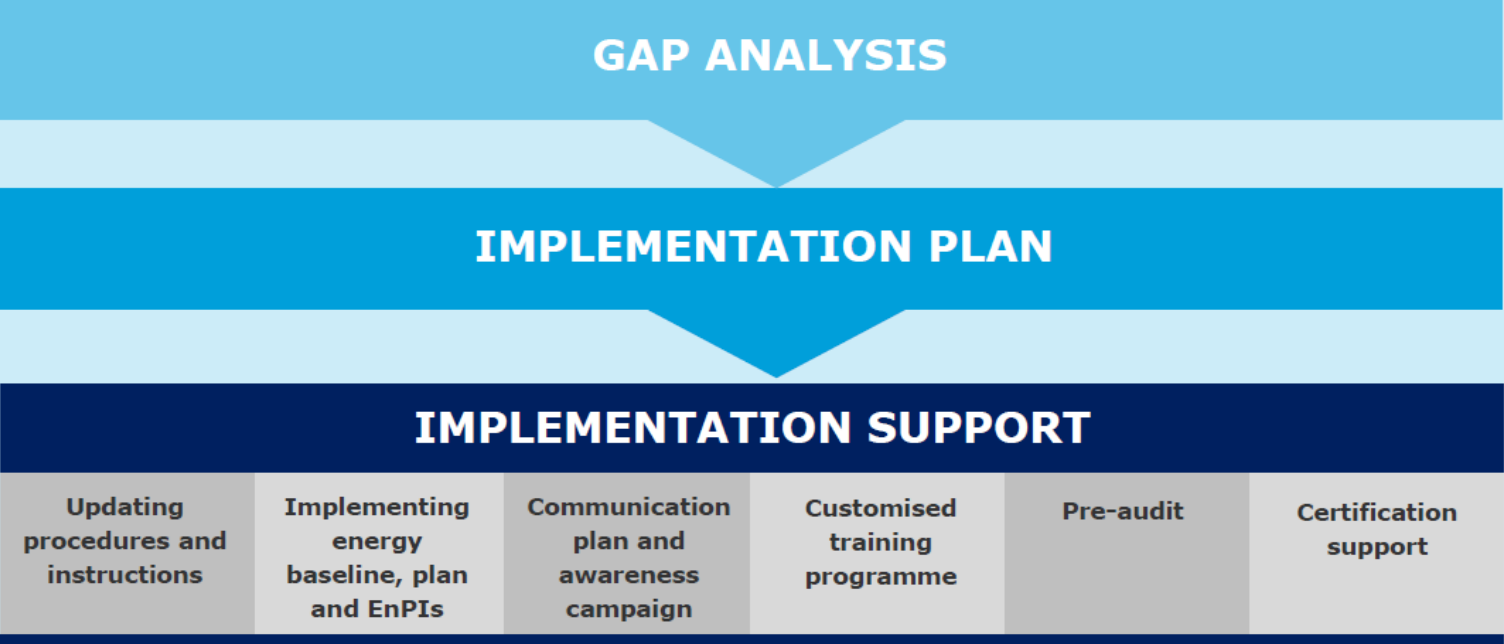 GAP ANALYSIS
IMPLEMENTATION PLAN
IMPLEMENTATION SUPPORT
Updating
procedures and
instructions
Implementing
energy
baseline, plan
and EnPIs
Communication
plan and
awareness
campaign
Customised
training
programme
Pre-audit
Certification
support